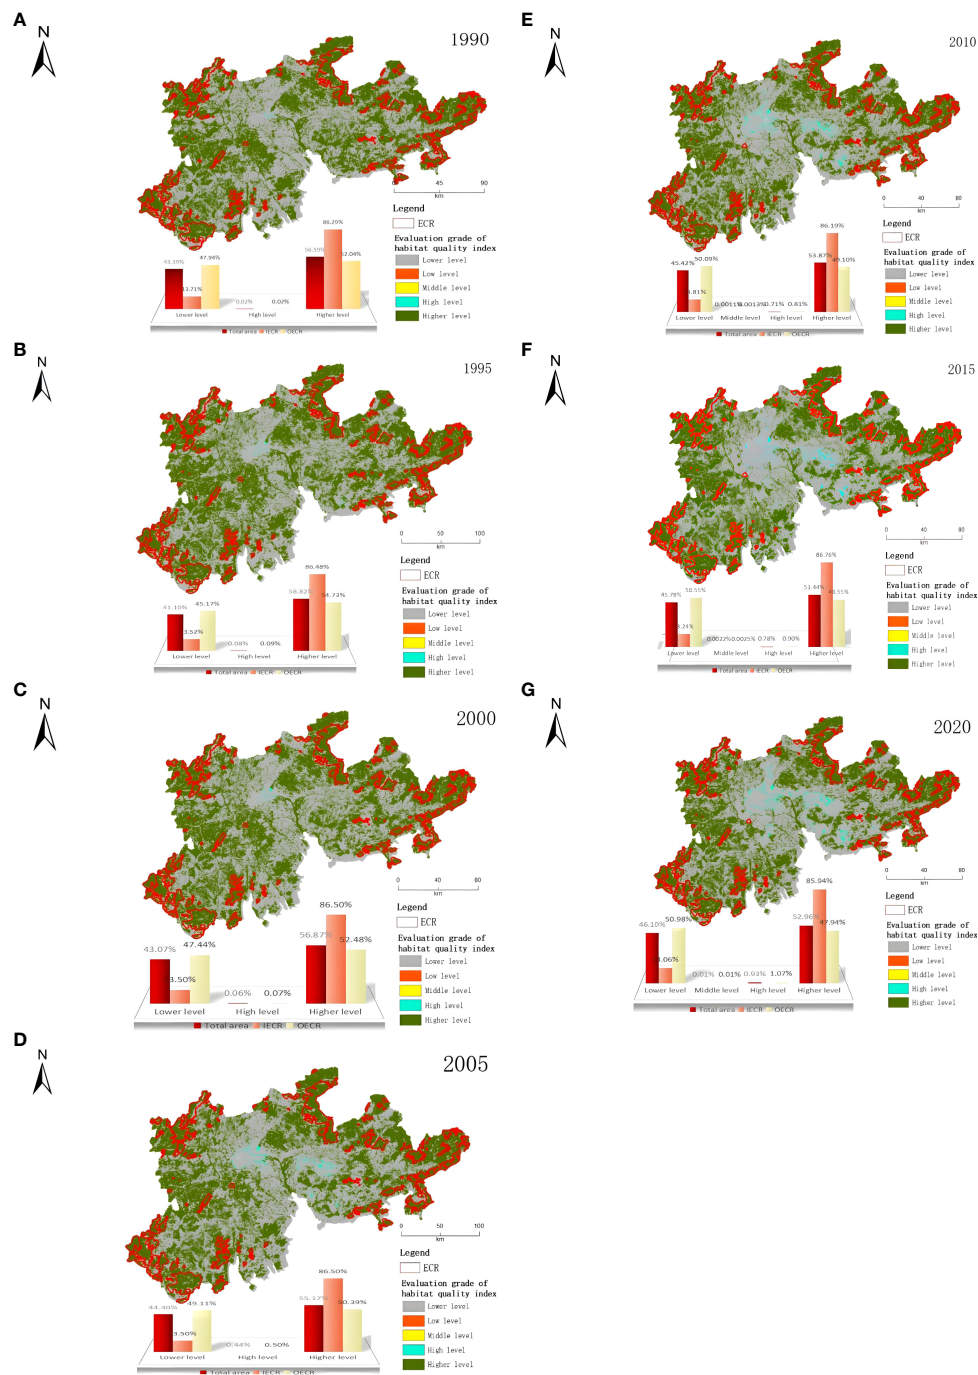 A
N
1990
0
45
90
km
Legend
ECR
Evaluation grade of
habitat quality index
Lower level
Low level
Middle level
High level
Higher level
43.39%
47.94%
0.02%
0.02%
56.59%
86.29%
52.04%
Lower level
High level
Higher level
Total area
IECR
OECR
B
N
1995
0
50
100
km
Legend
ECR
Evaluation grade of
habitat quality index
Lower level
Low level
Middle level
High level
Higher level
41.10%
45.17%
0.08%
0.09%
58.82%
86.48%
54.73%
Lower level
High level
Higher level
Total area
IECR
OECR
C
N
2000
0
40
80
km
Legend
ECR
Evaluation grade of
habitat quality index
Lower level
Low level
Middle level
High level
Higher level
43.07%
3.50%
47.44%
0.06%
0.07%
56.87%
86.50%
52.48%
Lower level
High level
Higher level
Total area
IECR
OECR
D
N
2005
0
50
100
km
Legend
ECR
Evaluation grade of
habitat quality index
Lower level
Low level
Middle level
High level
Higher level
44.40%
3.50%
49.11%
0.44%
0.50%
55.17%
86.50%
50.39%
Lower level
High level
Higher level
Total area
IECR
OECR
E
N
2010
0
40
80
km
Legend
ECR
Evaluation grade of
habitat quality index
Lower level
Low level
Middle level
High level
Higher level
45.42%
50.09%
0.0011%
0.0013%
0.71%
0.81%
53.87%
86.19%
49.10%
Lower level
Middle level
High level
Higher level
Total area
IECR
OECR
F
N
2015
0
40
80
km
Legend
ECR
Evaluation grade of
habitat quality index
Lower level
Low level
Middle level
High level
Higher level
45.78%
50.55%
0.0022%
0.0025%
0.78%
0.90%
53.44%
86.76%
Lower level
Middle level
High level
Higher level
Total area
IECR
OECR
G
N
2020
0
40
80
km
Legend
ECR
Evaluation grade of
habitat quality index
Lower level
Low level
Middle level
High level
Higher level
46.10%
50.98%
0.01%
0.01%
0.93%
1.07%
52.96%
85.94%
47.94%
Lower level
Middle level
High level
Higher level
Total area
IECR
OECR